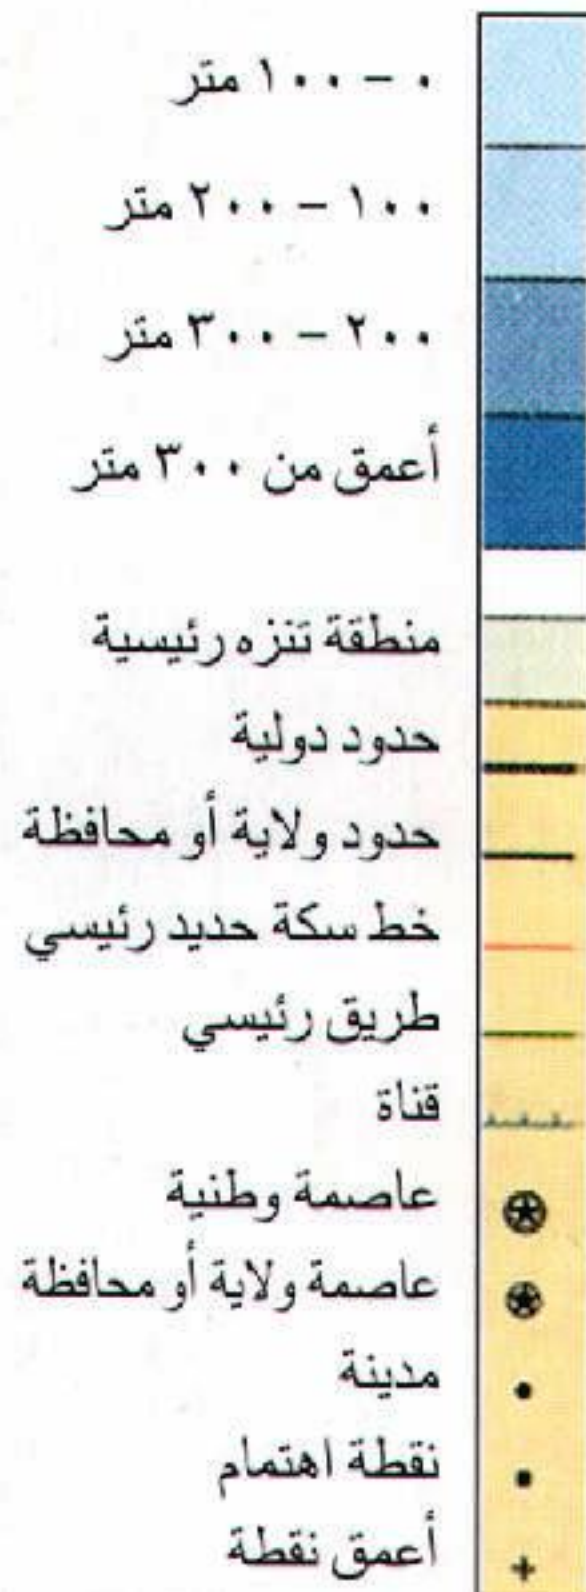 ٠ – ١٠٠ متر
١٠٠ – ٢٠٠ متر
٢٠٠ – ٣٠٠ متر
أعمق من ٣٠٠ متر
منطقة تنزه رئيسية
حدود دولية
حدود ولاية أو محافظة
خط سكة حديد رئيسي
طريق رئيسي
قناة
عاصمة وطنية
عاصمة ولاية أو محافظة
مدينة
نقطة اهتمام
أعمق نقطة